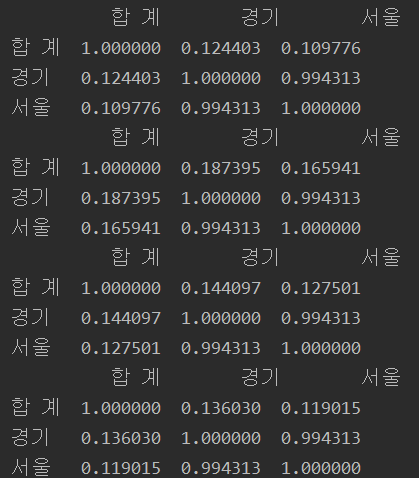 합 계 경기 서울
합 계 1.000000 0.124403 0.109776
경기 0.124403 1.000000 0.994313
서울 0.109776 0.994313 1.000000
합 계 경기 서울
합 계 1.000000 0.187395 0.165941
경기 0.187395 1.000000 0.994313
서울 0.165941 0.994313 1.000000
합 계 경기 서울
합 계 1.000000 0.144097 0.127501
경기 0.144097 1.000000 0.994313
서울 0.127501 0.994313 1.000000
합 계 경기 서울
합 계 1.000000 0.136030 0.119015
경기 0.136030 1.000000 0.994313
서울 0.119015 0.994313 1.000000